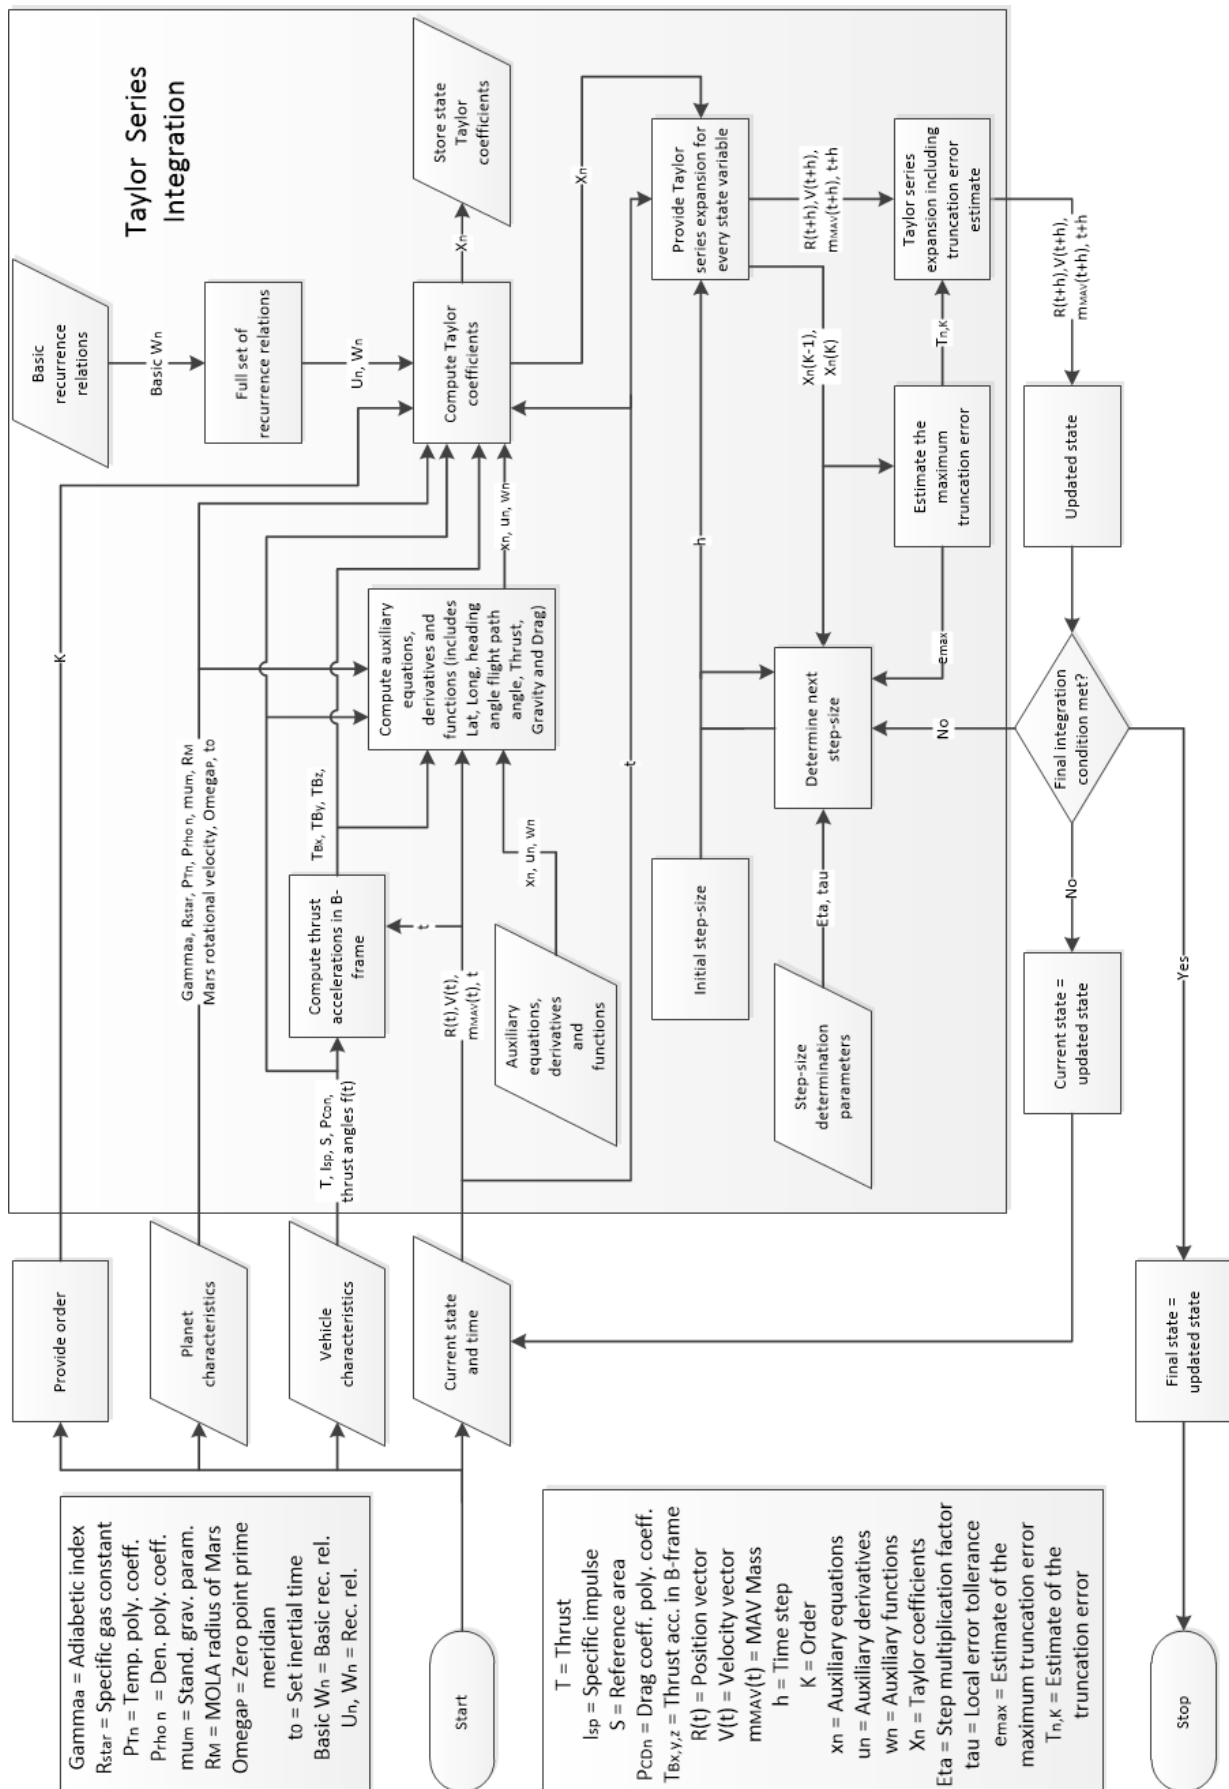 Taylor Series
Integration
Gammaa = Adiabetic index
Rstar = Specific gas constant
PTn = Temp. poly. coeff.
Prho n = Den. poly. coeff.
mum = Stand. grav. param.
RM = MOLA radius of Mars
OmegaP = Zero point prime
meridian
to = Set inertial time
Basic Wn = Basic rec. rel.
Un, Wn = Rec. rel.
Start
T = Thrust
Isp = Specific impulse
S = Reference area
PCDn = Drag coeff. poly. coeff.
TBx,y,z = Thrust acc. in B-frame
R(t) = Position vector
V(t) = Velocity vector
mMAV(t) = MAV Mass
h = Time step
K = Order
xn = Auxiliary equations
un = Auxiliary derivatives
wn = Auxiliary functions
Xn = Taylor coefficients
Eta = Step multiplication factor
tau = Local error tollerance
emax = Estimate of the
maximum truncation error
Tn,K = Estimate of the
truncation error
Stop
Provide order
Planet
characteristics
Vehicle
characteristics
Current state
and time
Final state =
updated state
K
Gammaa, Rstar, PTn, Prho n, mum, RM
Mars rotational velocity, OmegaP, to
T, Isp, S, PCDn,
thrust angles f(t)
R(t),V(t),
mMAV(t), t
Compute thrust
accelerations in B-
frame
t
TBx, TBy, TBz,
Auxiliary
equations,
derivatives
and
functions
xn, un, wn
Compute auxiliary
equations,
derivatives and
functions (includes
Lat, Long, heading
angle flight path
angle, Thrust,
Gravity and Drag)
xn, un, wn
Basic
recurrence
relations
Basic Wn
Full set of
recurrence relations
Un, Wn
Compute Taylor
coefficients
Xn
Store state
Taylor
coefficients
Xn
t
Initial step-size
h
Step-size
determination
parameters
Eta, tau
Determine next
step-size
Provide Taylor
series expansion for
every state variable
Xn(K-1),
Xn(K)
R(t+h),V(t+h),
mMAV(t+h), t+h
Estimate the
maximum
truncation error
emax
Tn,K
Taylor series
expansion including
truncation error
estimate
R(t+h),V(t+h),
mMAV(t+h), t+h
Updated state
Final integration
condition met?
No
No
Yes
Current state =
updated state